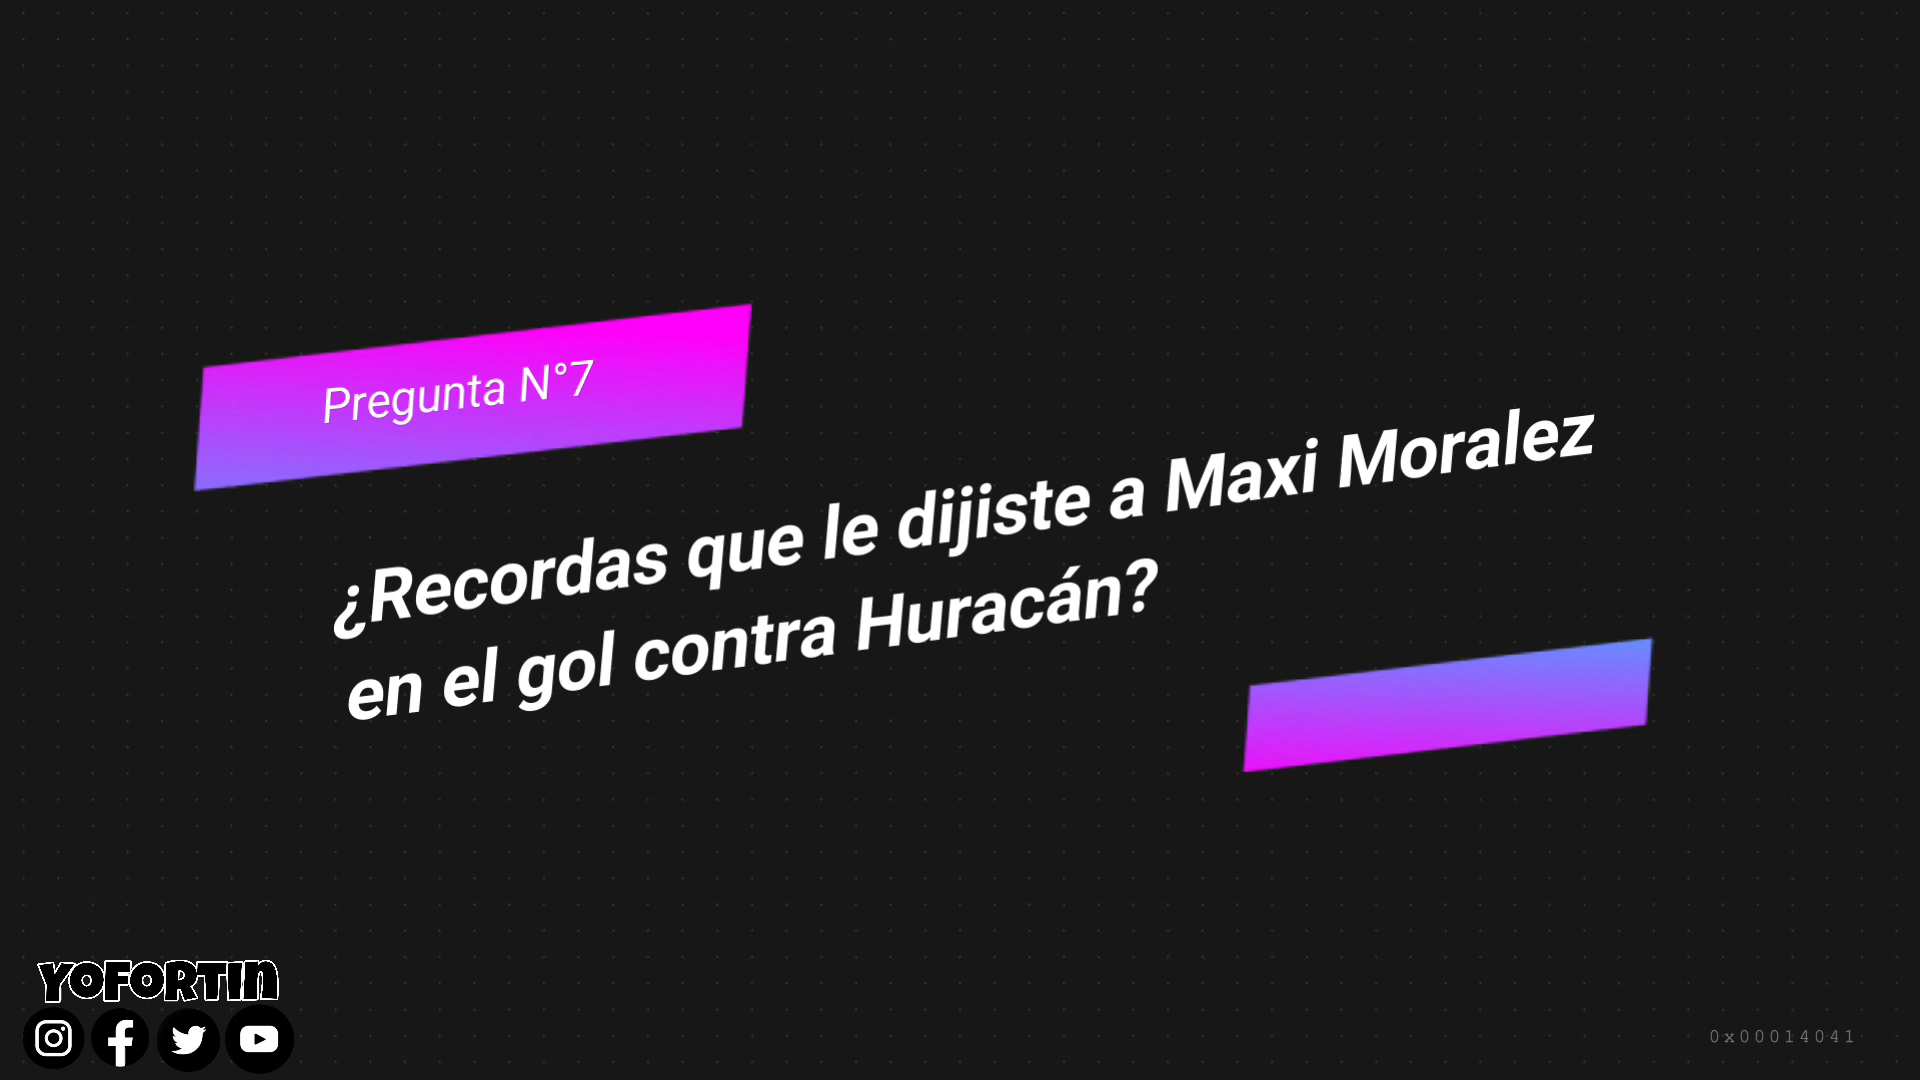 Pregunta N°7
¿Recordas que le dijiste a Maxi Moralez
en el gol contra Huracán?
YOFORTIN
0x00014041